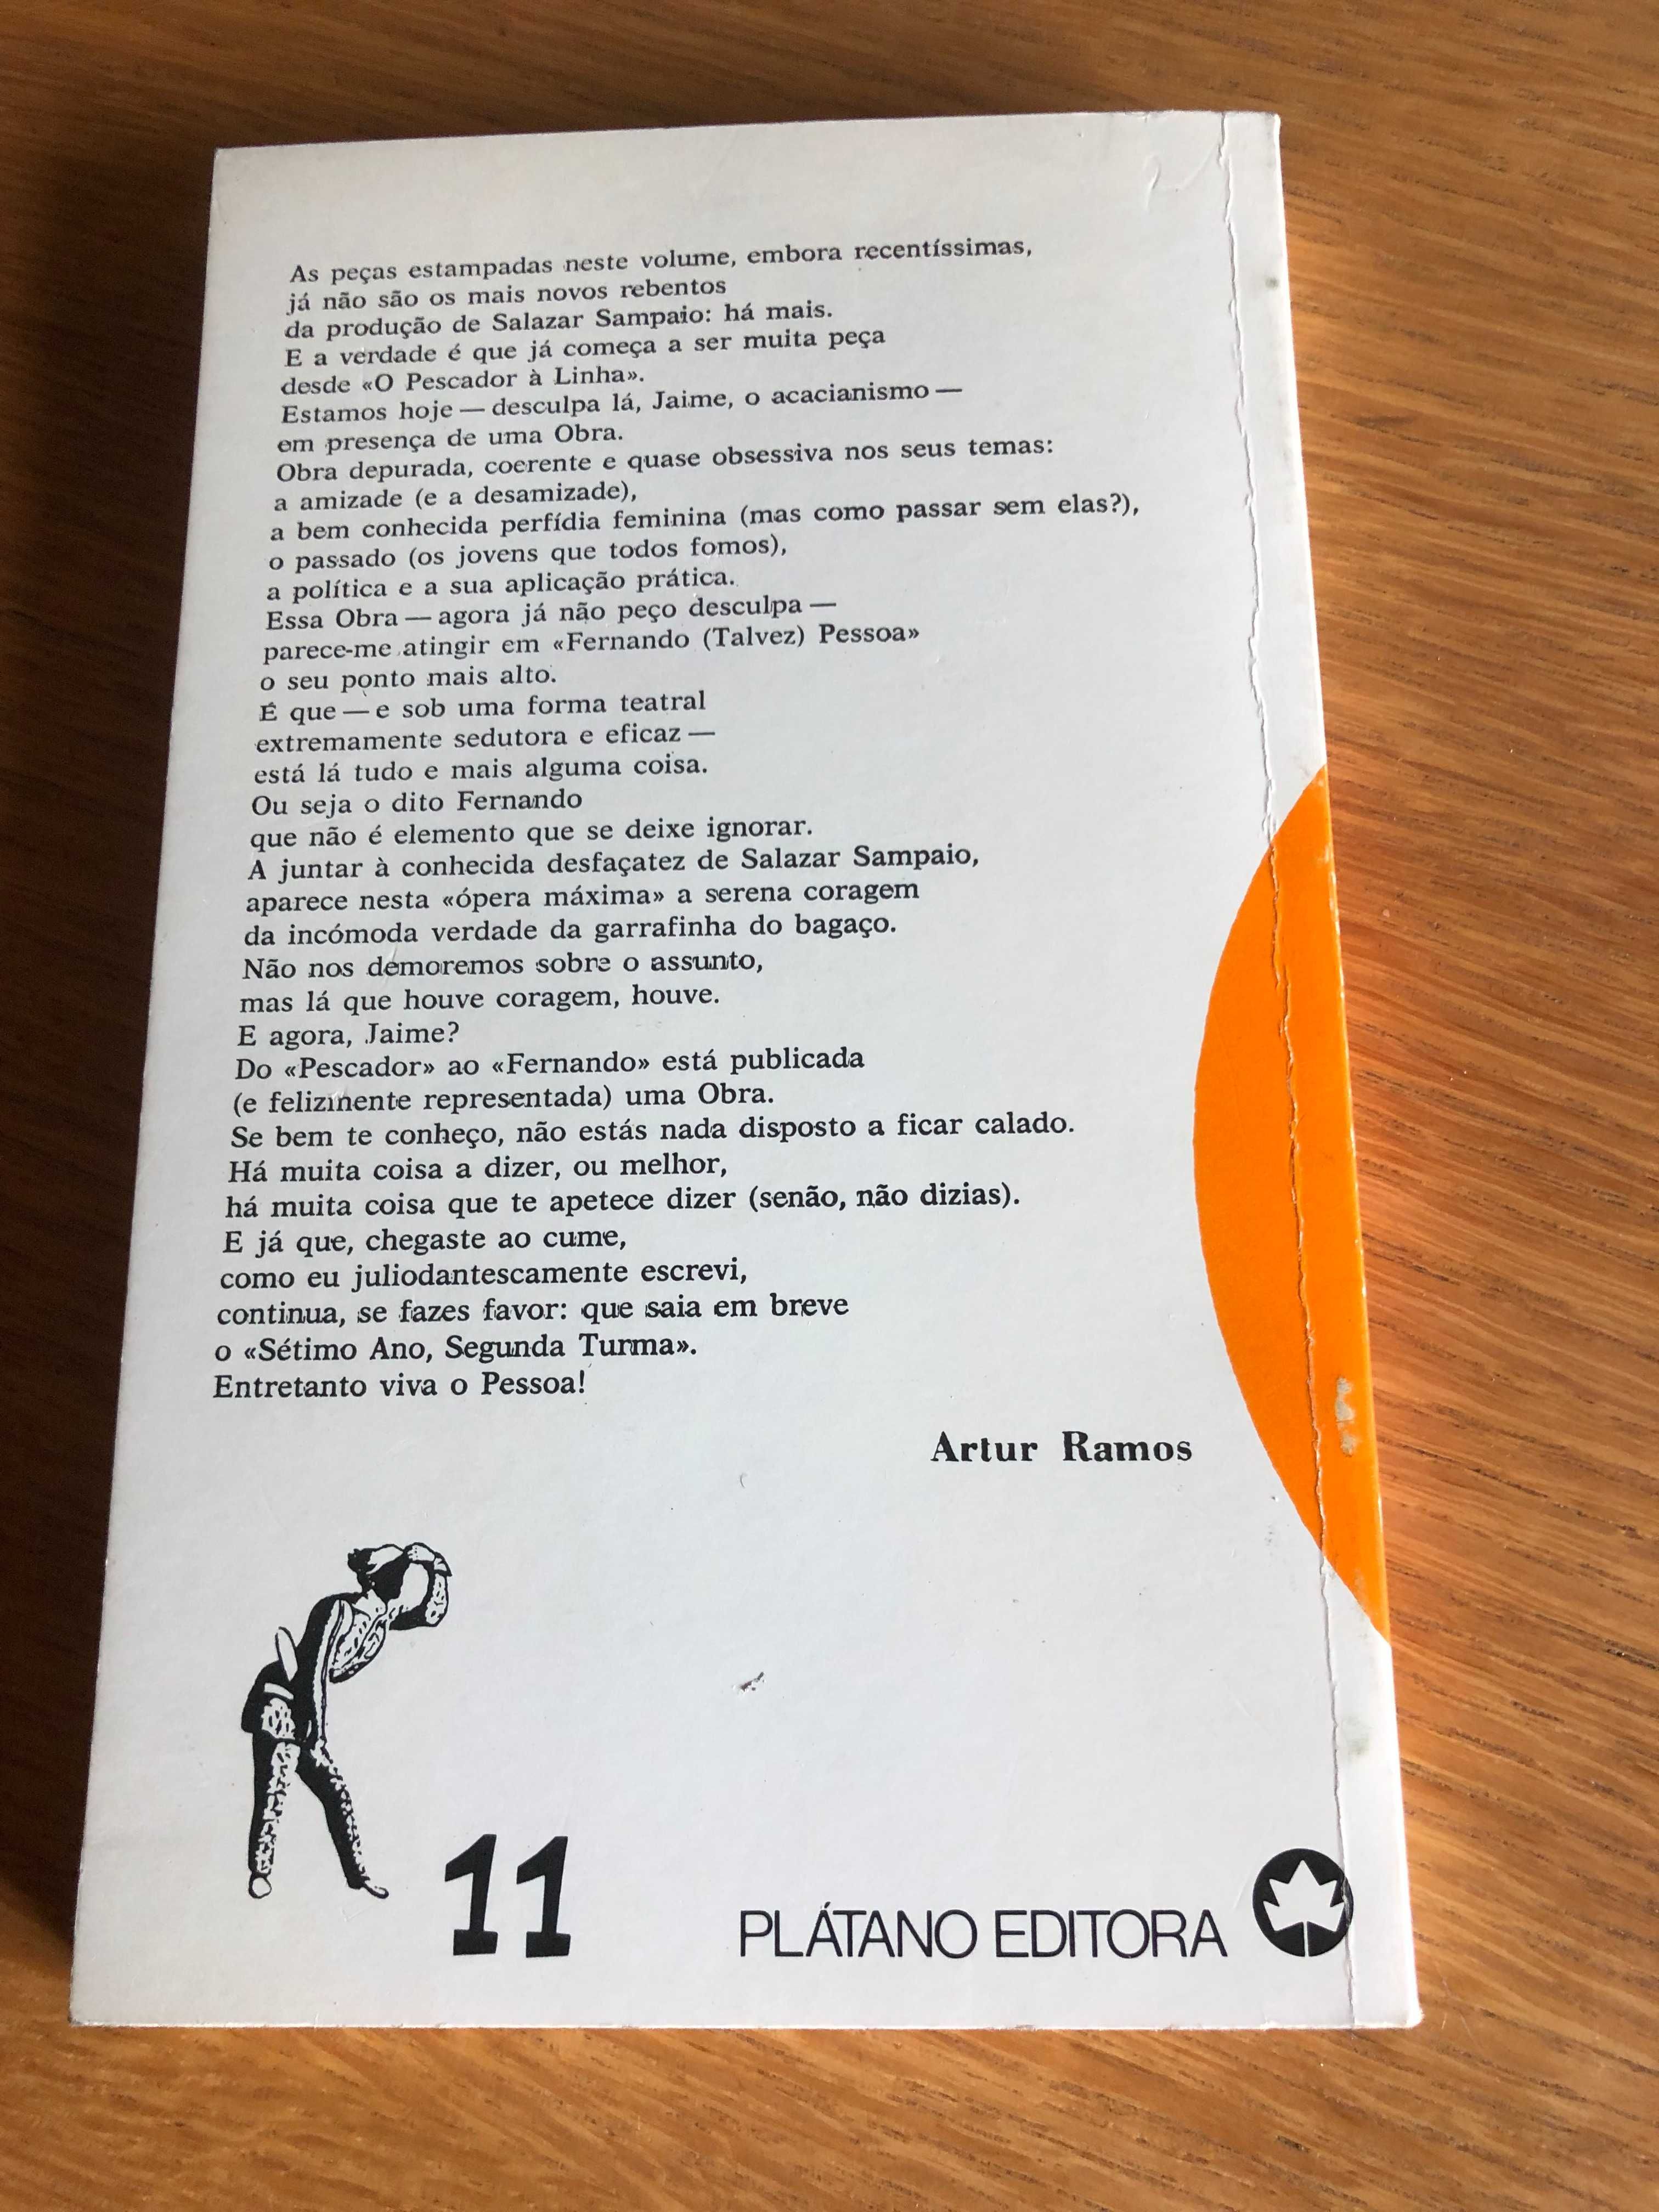 As peças estampadas neste volume, embora recentíssimas,
já não são os mais novos rebentos
da produção de Salazar Sampaio: há mais.
E a verdade é que já começa a ser muita peça
desde «O Pescador à Linha».
Estamos hoje — desculpa lá, Jaime, o acacianismo —
em presença de uma Obra.
Obra depurada, coerente e quase obsessiva nos seus temas:
a amizade (e a desamizade),
a bem conhecida perfídia feminina (mas como passar sem elas?),
o passado (os jovens que todos fomos),
a política e a sua aplicação prática.
Essa Obra — agora já não peço desculpa —
parece-me atingir em «Fernando (Talvez) Pessoa»
o seu ponto mais alto.
É que — e sob uma forma teatral
extremamente sedutora e eficaz —
está lá tudo e mais alguma coisa.
Ou seja o dito Fernando
que não é elemento que se deixe ignorar.
A juntar à conhecida desfaçatez de Salazar Sampaio,
aparece nesta «ópera máxima» a serena coragem
da incómoda verdade da garrafinha do bagaço.
Não nos demoremos sobre o assunto,
mas lá que houve coragem, houve.
E agora, Jaime?
Do «Pescador» ao «Fernando» está publicada
(e felizmente representada) uma Obra.
Se bem te conheço, não estás nada disposto a ficar calado.
Há muita coisa a dizer, ou melhor,
há muita coisa que te apetece dizer (senão, não dizias).
E já que, chegaste ao cume,
como eu juliodantescamente escrevi,
continua, se fazes favor: que saia em breve
o «Sétimo Ano, Segunda Turma».
Entretanto viva o Pessoa!
Artur Ramos
11
PLÁTANO EDITORA